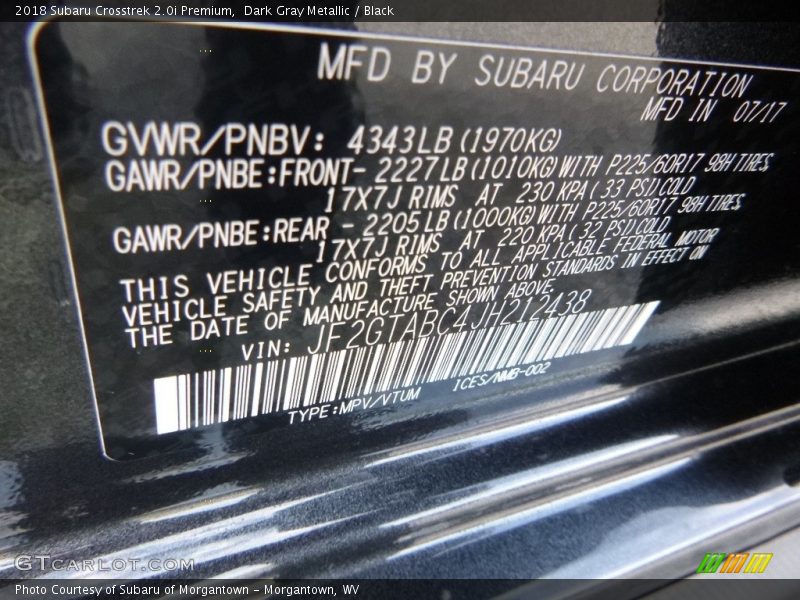 2018 Subaru Crosstrek 2.0i Premium,  Dark Gray Metallic / Black
MFD BY SUBARU CORPORATION
MFD IN 07/17
GVWR/PNBV: 4343LB (1970KG)
GAWR/PNBE:FRONT- 2227LB (1010KG) WITH P225/60R17 98H TIRES,
17X7J RIMS AT 230 KPA ( 33 PSI) COLD
GAWR/PNBE:REAR - 2205LB (1000KG) WITH P225/60R17 98H TIRES,
17X7J RIMS AT 220 KPA ( 32 PSI) COLD
THIS VEHICLE CONFORMS TO ALL APPLICABLE FEDERAL MOTOR
VEHICLE SAFETY AND THEFT PREVENTION STANDARDS IN EFFECT ON
THE DATE OF MANUFACTURE SHOWN ABOVE.
VIN: JF2GTABC4JH212438
TYPE:MPV/VTUM ICES/NMB-002
GTCARLOT.COM
Photo Courtesy of Subaru of Morgantown - Morgantown, WV